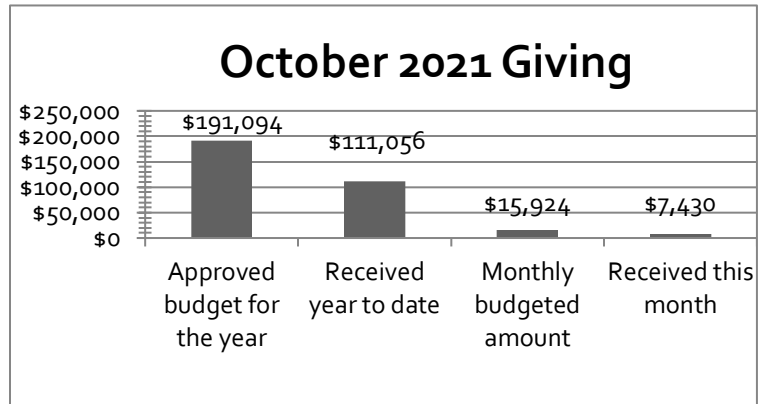 October 2021 Giving
$250,000
$200,000
$150,000
$100,000
$50,000
$0
$191,094
$111,056
$15,924
$7,430
Approved
budget for
the year
Received
year to date
Monthly
budgeted
amount
Received this
month